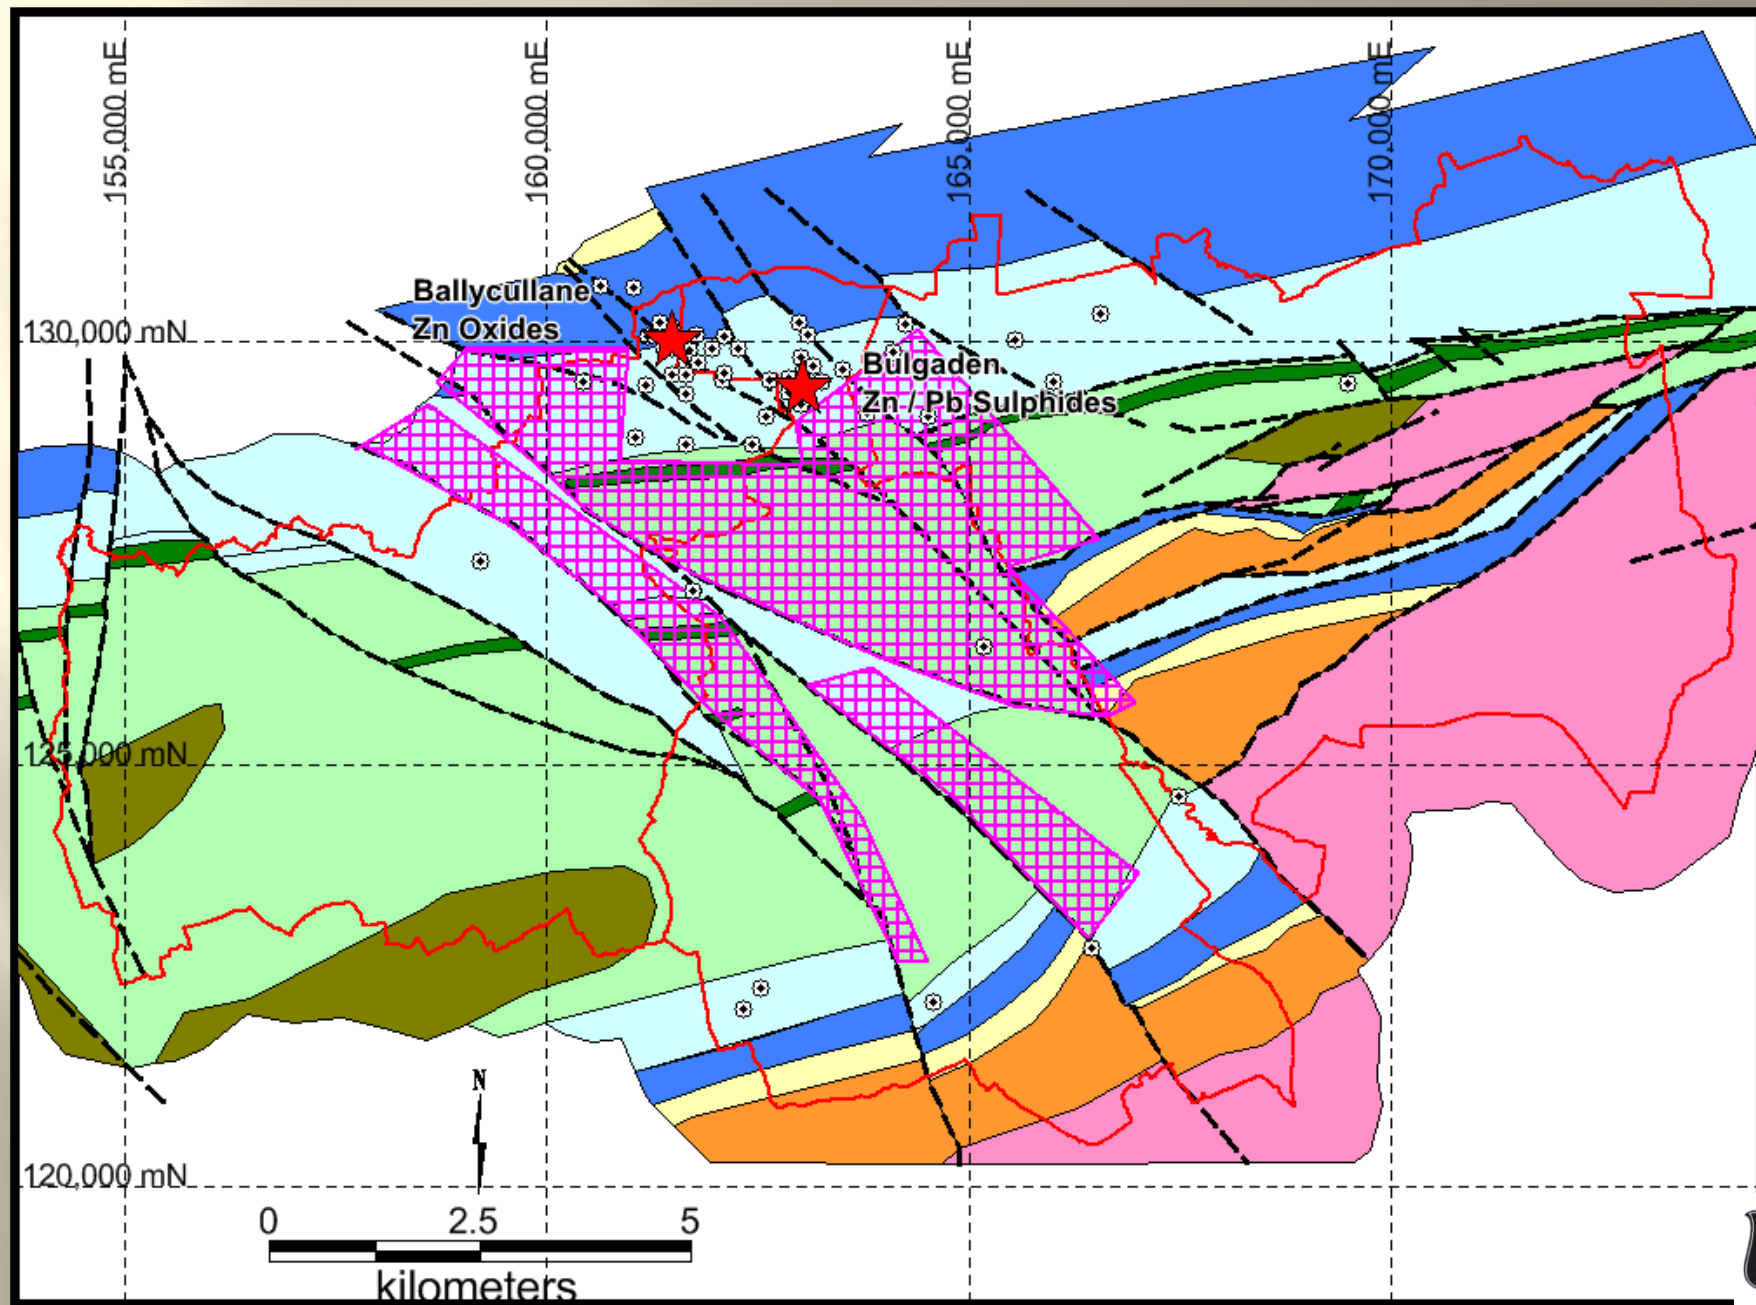 155,000 mE
160,000 mE
165,000 mE
170,000 mE
Ballycullane
Zn Oxides
130,000 mN
Bulgaden
Zn / Pb Sulphides
125,000 mN
N
120,000 mN
0 2.5 5
kilometers